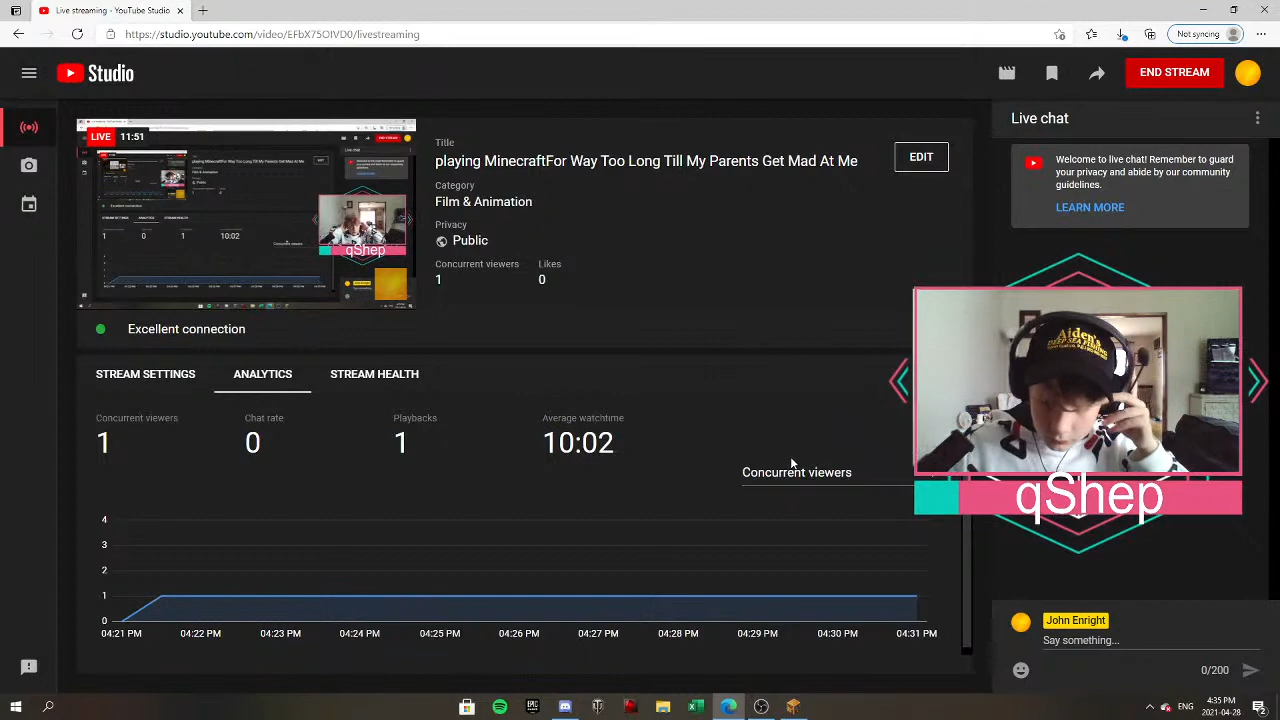 Live streaming - YouTube Studio
https://studio.youtube.com/video/EFbX75OIVD0/livestreaming
Not syncing
Studio
END STREAM
LIVE 11:51
Title
playing MinecraftFor Way Too Long Till My Parents Get Mad At Me
EDIT
Category
Film & Animation
Privacy
Public
Concurrent viewers Likes
1 0
Excellent connection
STREAM SETTINGS ANALYTICS STREAM HEALTH
Concurrent viewers Chat rate Playbacks Average watchtime
1 0 1 10:02
Concurrent viewers
4
3
2
1
0
04:21 PM 04:22 PM 04:23 PM 04:24 PM 04:25 PM 04:26 PM 04:27 PM 04:28 PM 04:29 PM 04:30 PM 04:31 PM
Live chat
Welcome to live chat! Remember to guard
your privacy and abide by our community
guidelines.
LEARN MORE
Aiden's
DEEP SEA FISHING
qShep
John Enright
Say something...
0/200
ENG
4:35 PM
2021-04-28